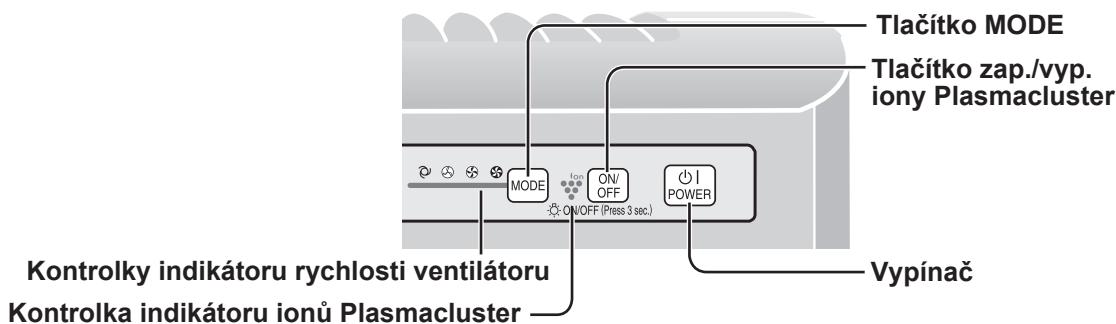 Tlačítko MODE
Tlačítko zap./vyp.
iony Plasmacluster
ion
MODE
ON/
OFF
POWER
ON/OFF (Press 3 sec.)
Kontrolky indikátoru rychlosti ventilátoru
Vypínač
Kontrolka indikátoru ionů Plasmacluster